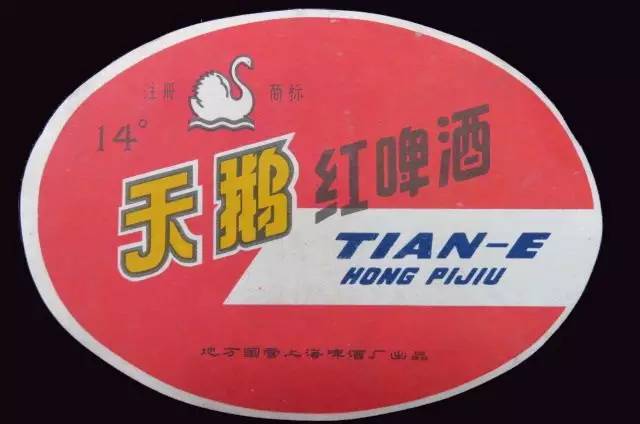 注册 商标
14°
天鹅 红啤酒
TIAN-E
HONG PIJIU
地方国营上海啤酒厂出品